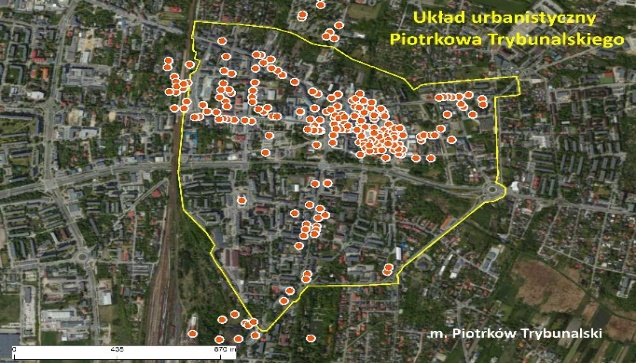 Układ urbanistyczny
Piotrkowa Trybunalskiego
m. Piotrków Trybunalski
0 435 870 m